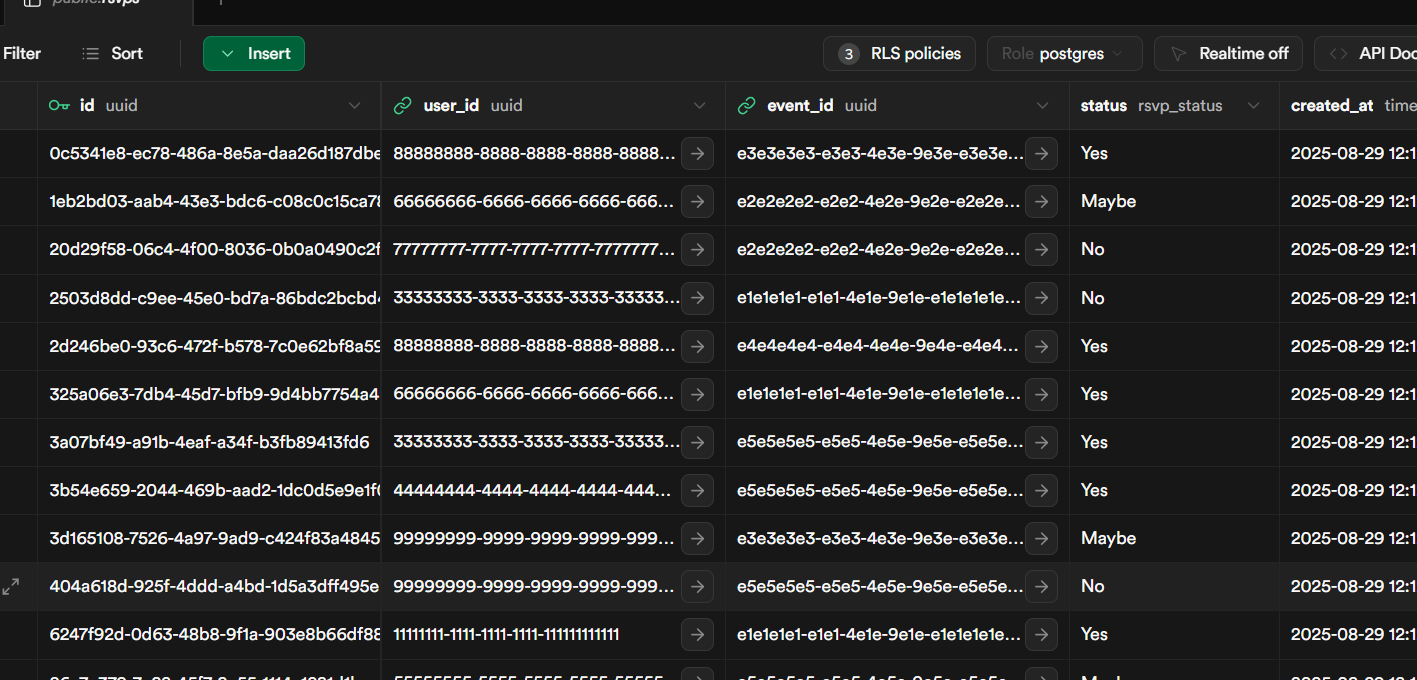 public.rsvps
Filter Sort Insert 3 RLS policies Role postgres Realtime off API Doc
id uuid user_id uuid event_id uuid status rsvp_status created_at time
0c5341e8-ec78-486a-8e5a-daa26d187dbe 88888888-8888-8888-8888-8888... e3e3e3e3-e3e3-4e3e-9e3e-e3e3e... Yes 2025-08-29 12:1
1eb2bd03-aab4-43e3-bdc6-c08c0c15ca78 66666666-6666-6666-6666-666... e2e2e2e2-e2e2-4e2e-9e2e-e2e2e... Maybe 2025-08-29 12:1
20d29f58-06c4-4f00-8036-0b0a0490c2f 77777777-7777-7777-7777-7777777... e2e2e2e2-e2e2-4e2e-9e2e-e2e2e... No 2025-08-29 12:1
2503d8dd-c9ee-45e0-bd7a-86bdc2bcbd4 33333333-3333-3333-3333-33333... e1e1e1e1-e1e1-4e1e-9e1e-e1e1e1e1e... No 2025-08-29 12:1
2d246be0-93c6-472f-b578-7c0e62bf8a59 88888888-8888-8888-8888-8888... e4e4e4e4-e4e4-4e4e-9e4e-e4e4... Yes 2025-08-29 12:1
325a06e3-7db4-45d7-bfb9-9d4bb7754a4 66666666-6666-6666-6666-666... e1e1e1e1-e1e1-4e1e-9e1e-e1e1e1e1e... Yes 2025-08-29 12:1
3a07bf49-a91b-4eaf-a34f-b3fb89413fd6 33333333-3333-3333-3333-33333... e5e5e5e5-e5e5-4e5e-9e5e-e5e5e... Yes 2025-08-29 12:1
3b54e659-2044-469b-aad2-1dc0d5e9e1f0 44444444-4444-4444-4444-444... e5e5e5e5-e5e5-4e5e-9e5e-e5e5e... Yes 2025-08-29 12:1
3d165108-7526-4a97-9ad9-c424f83a4845 99999999-9999-9999-9999-999... e3e3e3e3-e3e3-4e3e-9e3e-e3e3e... Maybe 2025-08-29 12:1
404a618d-925f-4ddd-a4bd-1d5a3dff495e 99999999-9999-9999-9999-999... e5e5e5e5-e5e5-4e5e-9e5e-e5e5e... No 2025-08-29 12:1
6247f92d-0d63-48b8-9f1a-903e8b66df88 11111111-1111-1111-1111-111111111111 e1e1e1e1-e1e1-4e1e-9e1e-e1e1e1e1e... Yes 2025-08-29 12:1